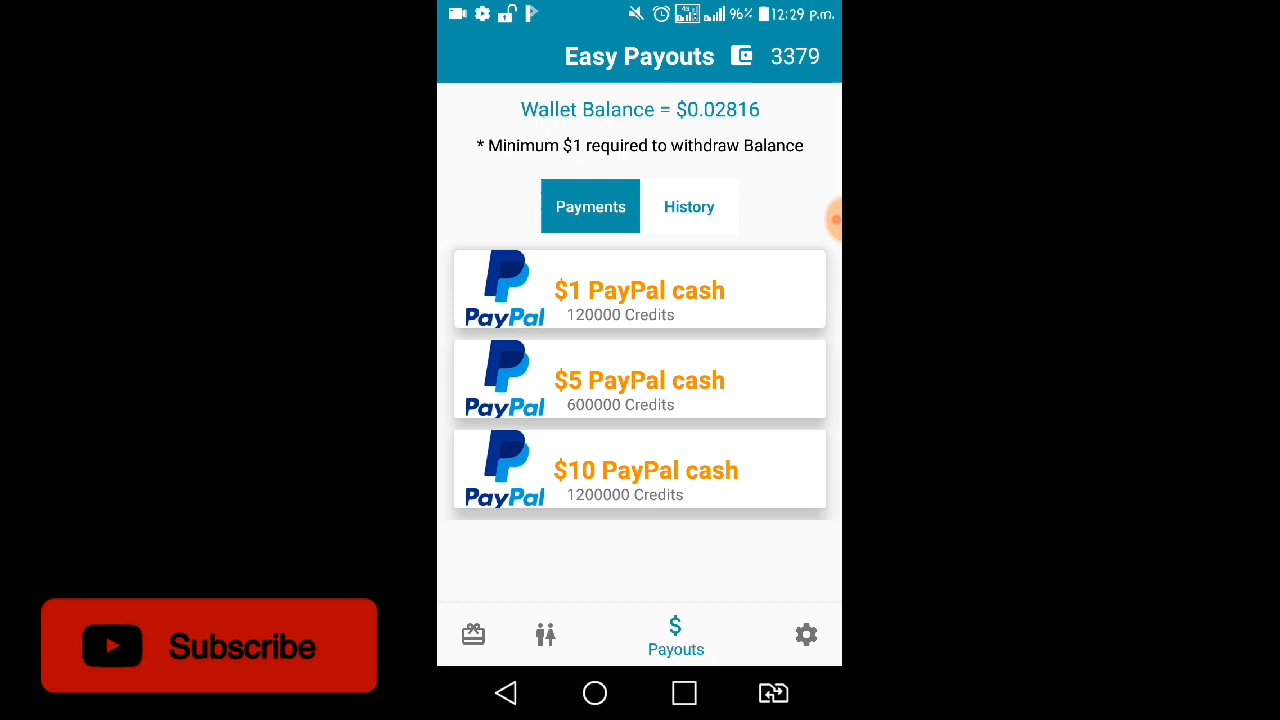 96% 12:29 p.m.
Easy Payouts 3379
Wallet Balance = $0.02816
* Minimum $1 required to withdraw Balance
Payments History
PayPal
$1 PayPal cash
120000 Credits
PayPal
$5 PayPal cash
600000 Credits
PayPal
$10 PayPal cash
1200000 Credits
$
Payouts
Subscribe